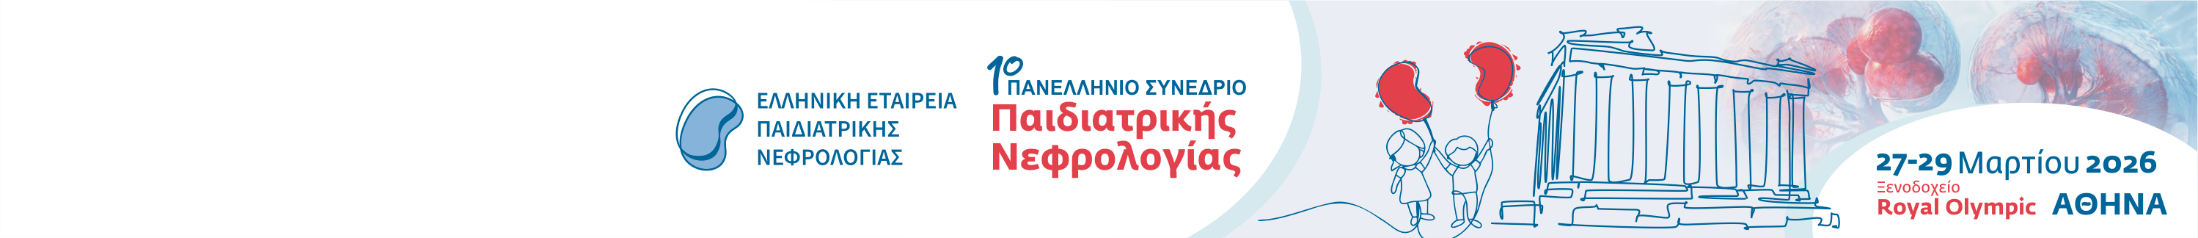 ΕΛΛΗΝΙΚΗ ΕΤΑΙΡΕΙΑ
ΠΑΙΔΙΑΤΡΙΚΗΣ
ΝΕΦΡΟΛΟΓΙΑΣ
1ο
ΠΑΝΕΛΛΗΝΙΟ ΣΥΝΕΔΡΙΟ
Παιδιατρικής
Νεφρολογίας
27-29 Μαρτίου 2026
Ξενοδοχείο
Royal Olympic ΑΘΗΝΑ